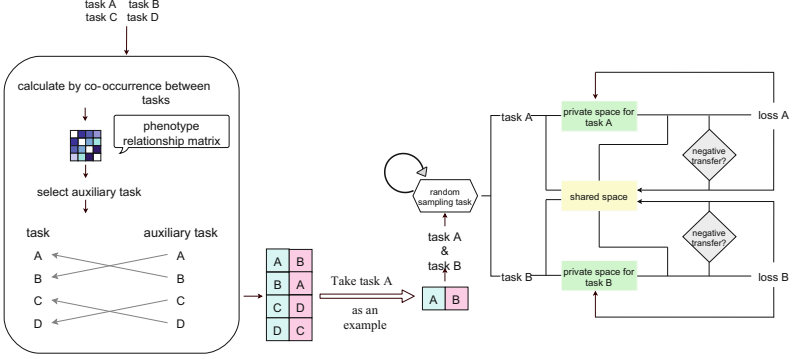 task A task B
task C task D
calculate by co-occurrence between
tasks
phenotype
relationship matrix
select auxiliary task
task auxiliary task
A A
B B
C C
D D
A B
B A
C D
D C
Take task A
as an
example
A B
task A
&
task B
random
sampling task
task A
private space for
task A
loss A
negative
transfer?
shared space
negative
transfer?
task B
private space for
task B
loss B